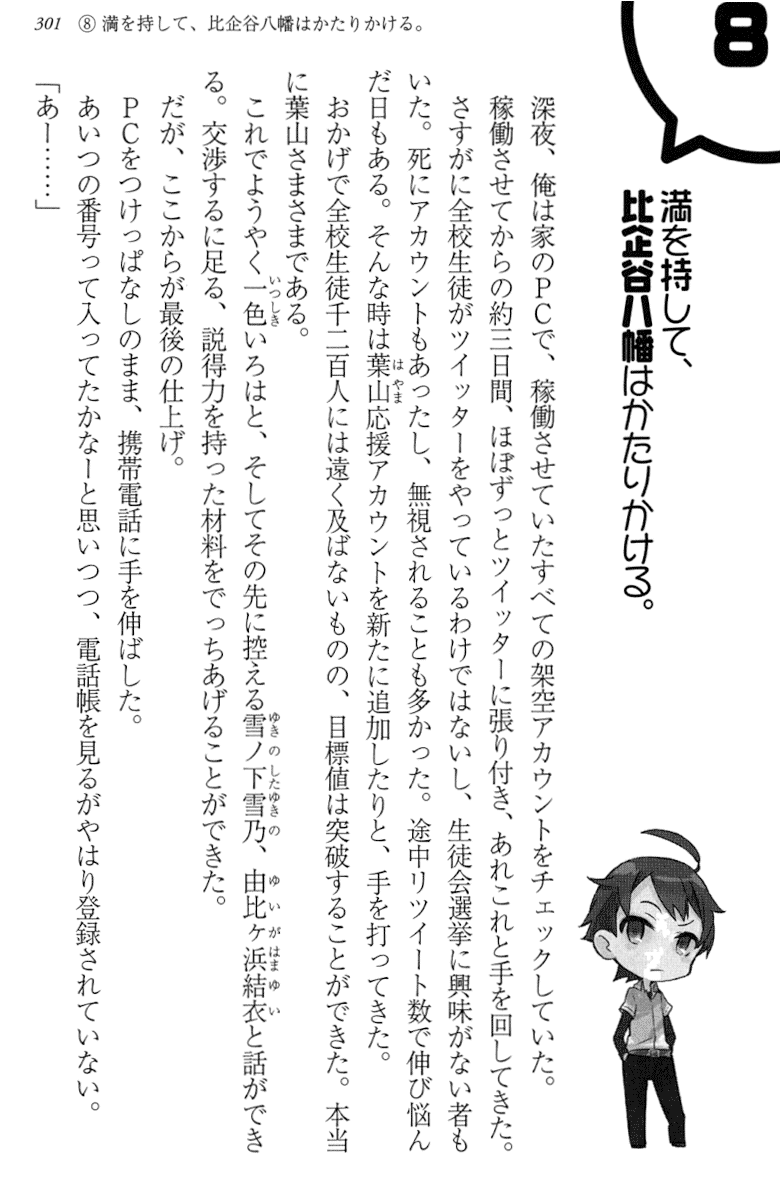 301 ⑧ 満を持して、比企谷八幡はかたりかける。
8
満を持して、
比企谷八幡はかたりかける。
深夜、俺は家のPCで、稼働させていたすべての架空アカウントをチェックしていた。
稼働させてからの約三日間、ほぼずっとツイッターに張り付き、あれこれと手を回してきた。
さすがに全校生徒がツイッターをやっているわけではないし、生徒会選挙に興味がない者も
いた。死にアカウントもあったし、無視されることも多かった。途中リツイート数で伸び悩ん
だ日もある。そんな時は葉山応援アカウントを新たに追加したりと、手を打ってきた。
おかげで全校生徒千二百人には遠く及ばないものの、目標値は突破することができた。本当
に葉山さまさまである。
これでようやく一色いろはと、そしてその先に控える雪ノ下雪乃、由比ヶ浜結衣と話ができ
る。交渉するに足る、説得力を持った材料をでっちあげることができた。
だが、ここからが最後の仕上げ。
PCをつけっぱなしのまま、携帯電話に手を伸ばした。
あいつの番号って入ってたかなーと思いつつ、電話帳を見るがやはり登録されていない。
「あー……」